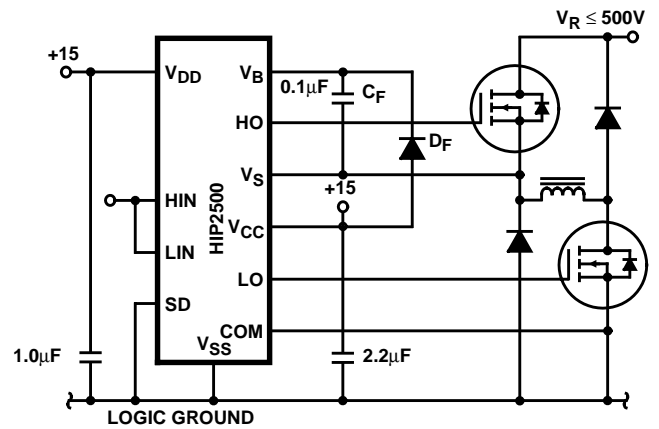 V_R ≤ 500V
+15
V_DD
V_B
0.1μF
C_F
HO
D_F
V_S
+15
HIN
HIP2500
V_CC
LIN
LO
SD
COM
V_SS
1.0μF
2.2μF
LOGIC GROUND